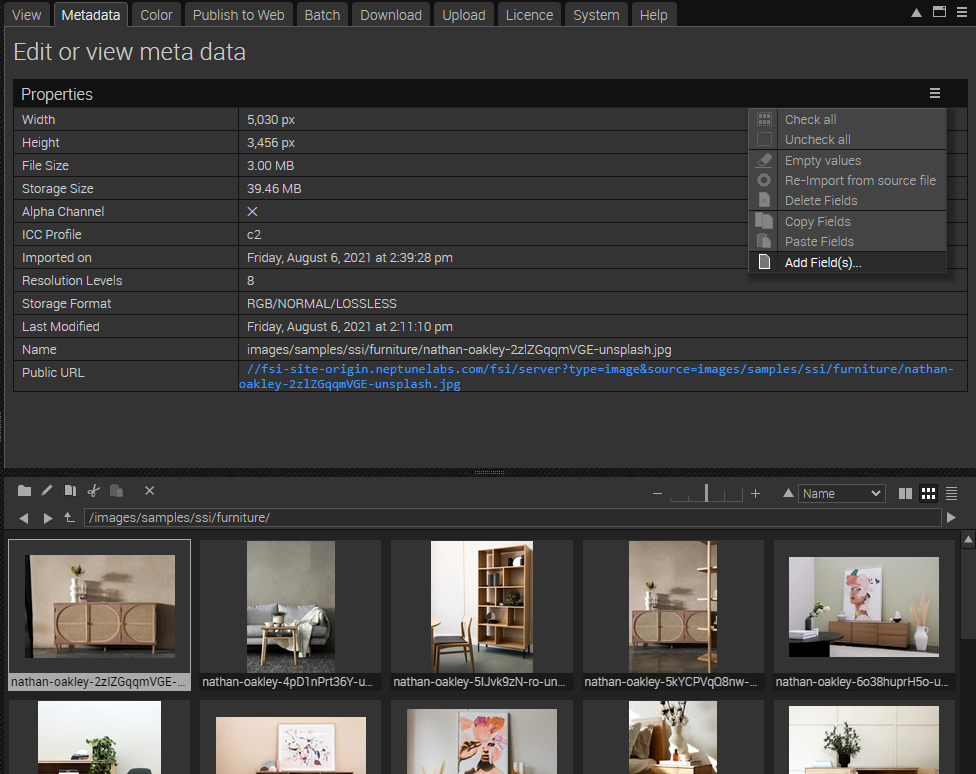 View Metadata Color Publish to Web Batch Download Upload Licence System Help
Edit or view meta data
Properties
Width 5,030 px
Height 3,456 px
File Size 3.00 MB
Storage Size 39.46 MB
Alpha Channel
ICC Profile c2
Imported on Friday, August 6, 2021 at 2:39:28 pm
Resolution Levels 8
Storage Format RGB/NORMAL/LOSSLESS
Last Modified Friday, August 6, 2021 at 2:11:10 pm
Name images/samples/ssi/furniture/nathan-oakley-2zlZGqqmVGE-unsplash.jpg
Public URL //fsi-site-origin.neptunelabs.com/fsi/server?type=image&source=images/samples/ssi/furniture/nathan-
oakley-2zlZGqqmVGE-unsplash.jpg
Check all
Uncheck all
Empty values
Re-Import from source file
Delete Fields
Copy Fields
Paste Fields
Add Field(s)...
Name
/images/samples/ssi/furniture/
nathan-oakley-2zlZGqqmVGE-... nathan-oakley-4pD1nPrt36Y-u... nathan-oakley-5IJvk9zN-ro-un... nathan-oakley-5kYCPVqQ8nw-... nathan-oakley-6o38huprH5o-u...